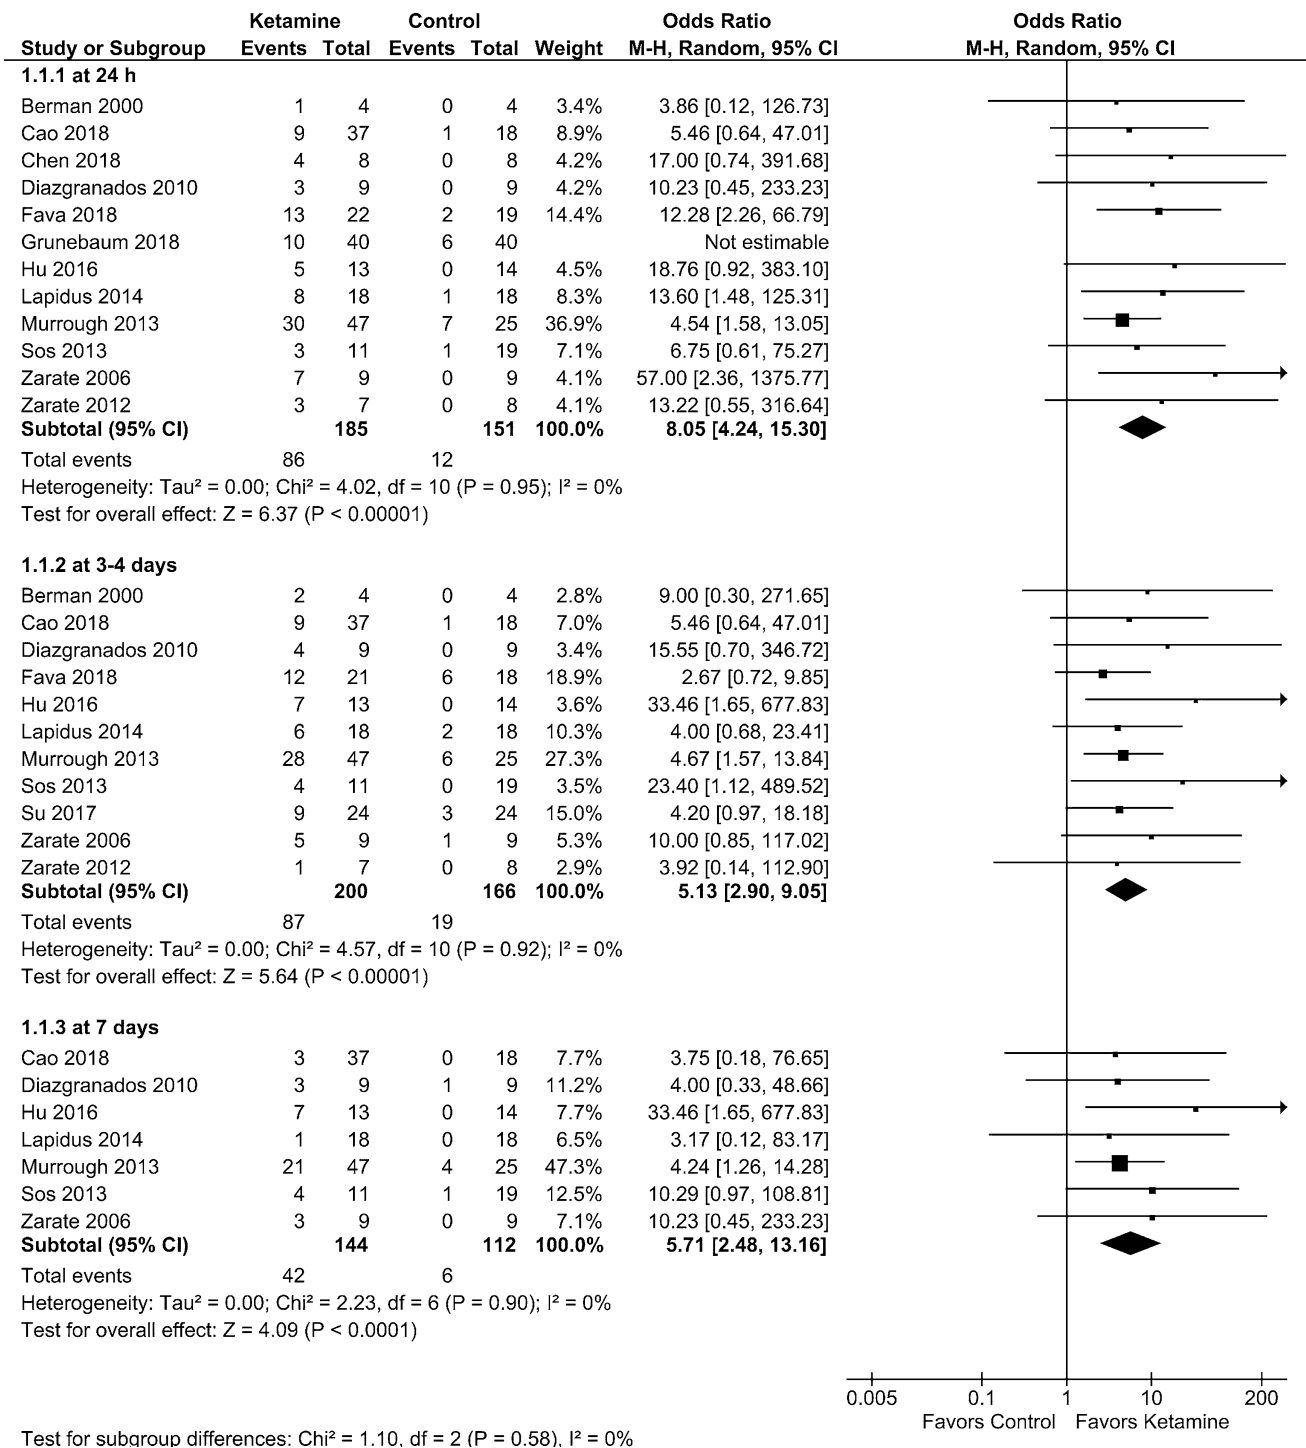 Ketamine Control Odds Ratio Odds Ratio
Study or Subgroup Events Total Events Total Weight M-H, Random, 95% CI M-H, Random, 95% CI
1.1.1 at 24 h
Berman 2000 1 4 0 4 3.4% 3.86 [0.12, 126.73]
Cao 2018 9 37 1 18 8.9% 5.46 [0.64, 47.01]
Chen 2018 4 8 0 8 4.2% 17.00 [0.74, 391.68]
Diazgranados 2010 3 9 0 9 4.2% 10.23 [0.45, 233.23]
Fava 2018 13 22 2 19 14.4% 12.28 [2.26, 66.79]
Grunebaum 2018 10 40 6 40 Not estimable
Hu 2016 5 13 0 14 4.5% 18.76 [0.92, 383.10]
Lapidus 2014 8 18 1 18 8.3% 13.60 [1.48, 125.31]
Murrough 2013 30 47 7 25 36.9% 4.54 [1.58, 13.05]
Sos 2013 3 11 1 19 7.1% 6.75 [0.61, 75.27]
Zarate 2006 7 9 0 9 4.1% 57.00 [2.36, 1375.77]
Zarate 2012 3 7 0 8 4.1% 13.22 [0.55, 316.64]
Subtotal (95% CI) 185 151 100.0% 8.05 [4.24, 15.30]
Total events 86 12
Heterogeneity: Tau² = 0.00; Chi² = 4.02, df = 10 (P = 0.95); I² = 0%
Test for overall effect: Z = 6.37 (P < 0.00001)
1.1.2 at 3-4 days
Berman 2000 2 4 0 4 2.8% 9.00 [0.30, 271.65]
Cao 2018 9 37 1 18 7.0% 5.46 [0.64, 47.01]
Diazgranados 2010 4 9 0 9 3.4% 15.55 [0.70, 346.72]
Fava 2018 12 21 6 18 18.9% 2.67 [0.72, 9.85]
Hu 2016 7 13 0 14 3.6% 33.46 [1.65, 677.83]
Lapidus 2014 6 18 2 18 10.3% 4.00 [0.68, 23.41]
Murrough 2013 28 47 6 25 27.3% 4.67 [1.57, 13.84]
Sos 2013 4 11 0 19 3.5% 23.40 [1.12, 489.52]
Su 2017 9 24 3 24 15.0% 4.20 [0.97, 18.18]
Zarate 2006 5 9 1 9 5.3% 10.00 [0.85, 117.02]
Zarate 2012 1 7 0 8 2.9% 3.92 [0.14, 112.90]
Subtotal (95% CI) 200 166 100.0% 5.13 [2.90, 9.05]
Total events 87 19
Heterogeneity: Tau² = 0.00; Chi² = 4.57, df = 10 (P = 0.92); I² = 0%
Test for overall effect: Z = 5.64 (P < 0.00001)
1.1.3 at 7 days
Cao 2018 3 37 0 18 7.7% 3.75 [0.18, 76.65]
Diazgranados 2010 3 9 1 9 11.2% 4.00 [0.33, 48.66]
Hu 2016 7 13 0 14 7.7% 33.46 [1.65, 677.83]
Lapidus 2014 1 18 0 18 6.5% 3.17 [0.12, 83.17]
Murrough 2013 21 47 4 25 47.3% 4.24 [1.26, 14.28]
Sos 2013 4 11 1 19 12.5% 10.29 [0.97, 108.81]
Zarate 2006 3 9 0 9 7.1% 10.23 [0.45, 233.23]
Subtotal (95% CI) 144 112 100.0% 5.71 [2.48, 13.16]
Total events 42 6
Heterogeneity: Tau² = 0.00; Chi² = 2.23, df = 6 (P = 0.90); I² = 0%
Test for overall effect: Z = 4.09 (P < 0.0001)
0.005 0.1 1 10 200
Favors Control Favors Ketamine
Test for subgroup differences: Chi² = 1.10, df = 2 (P = 0.58), I² = 0%